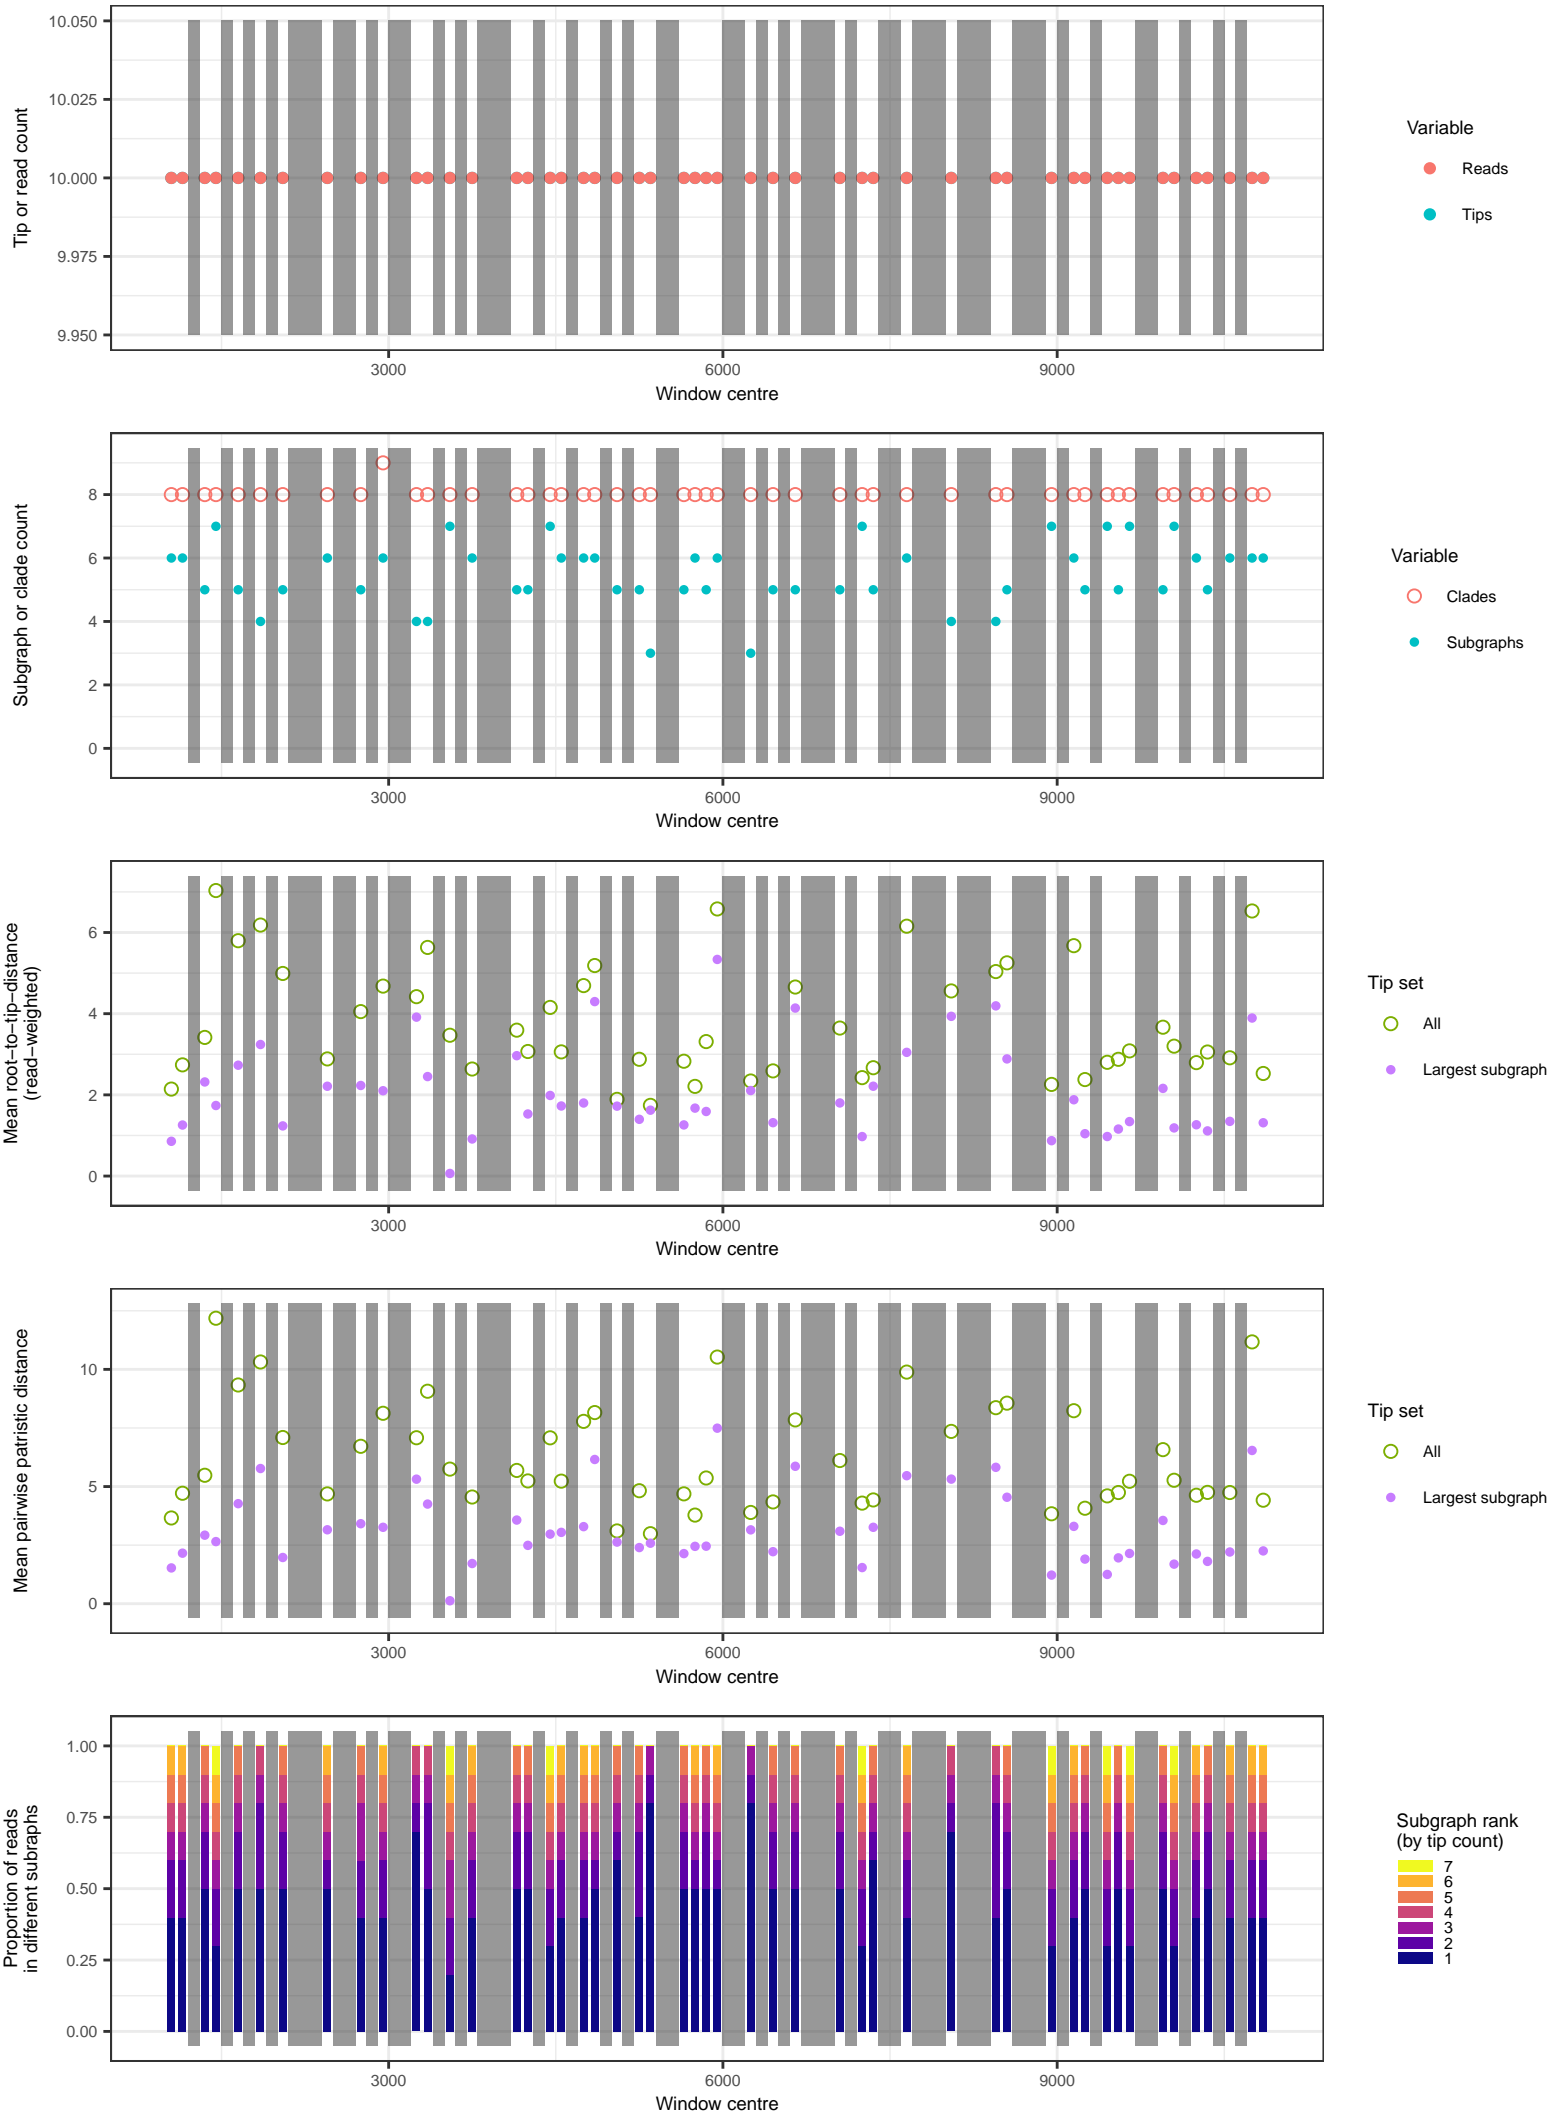 10.050
10.025
10.000
9.975
9.950
Tip or read count
3000
6000
9000
Window centre
Variable
Reads
Tips
8
6
4
2
0
Subgraph or clade count
3000
6000
9000
Window centre
Variable
Clades
Subgraphs
6
4
2
0
Mean root−to−tip−distance
(read−weighted)
3000
6000
9000
Window centre
Tip set
All
Largest subgraph
10
5
0
Mean pairwise patristic distance
3000
6000
9000
Window centre
Tip set
All
Largest subgraph
1.00
0.75
0.50
0.25
0.00
Proportion of reads
in different subraphs
3000
6000
9000
Window centre
Subgraph rank
(by tip count)
7
6
5
4
3
2
1